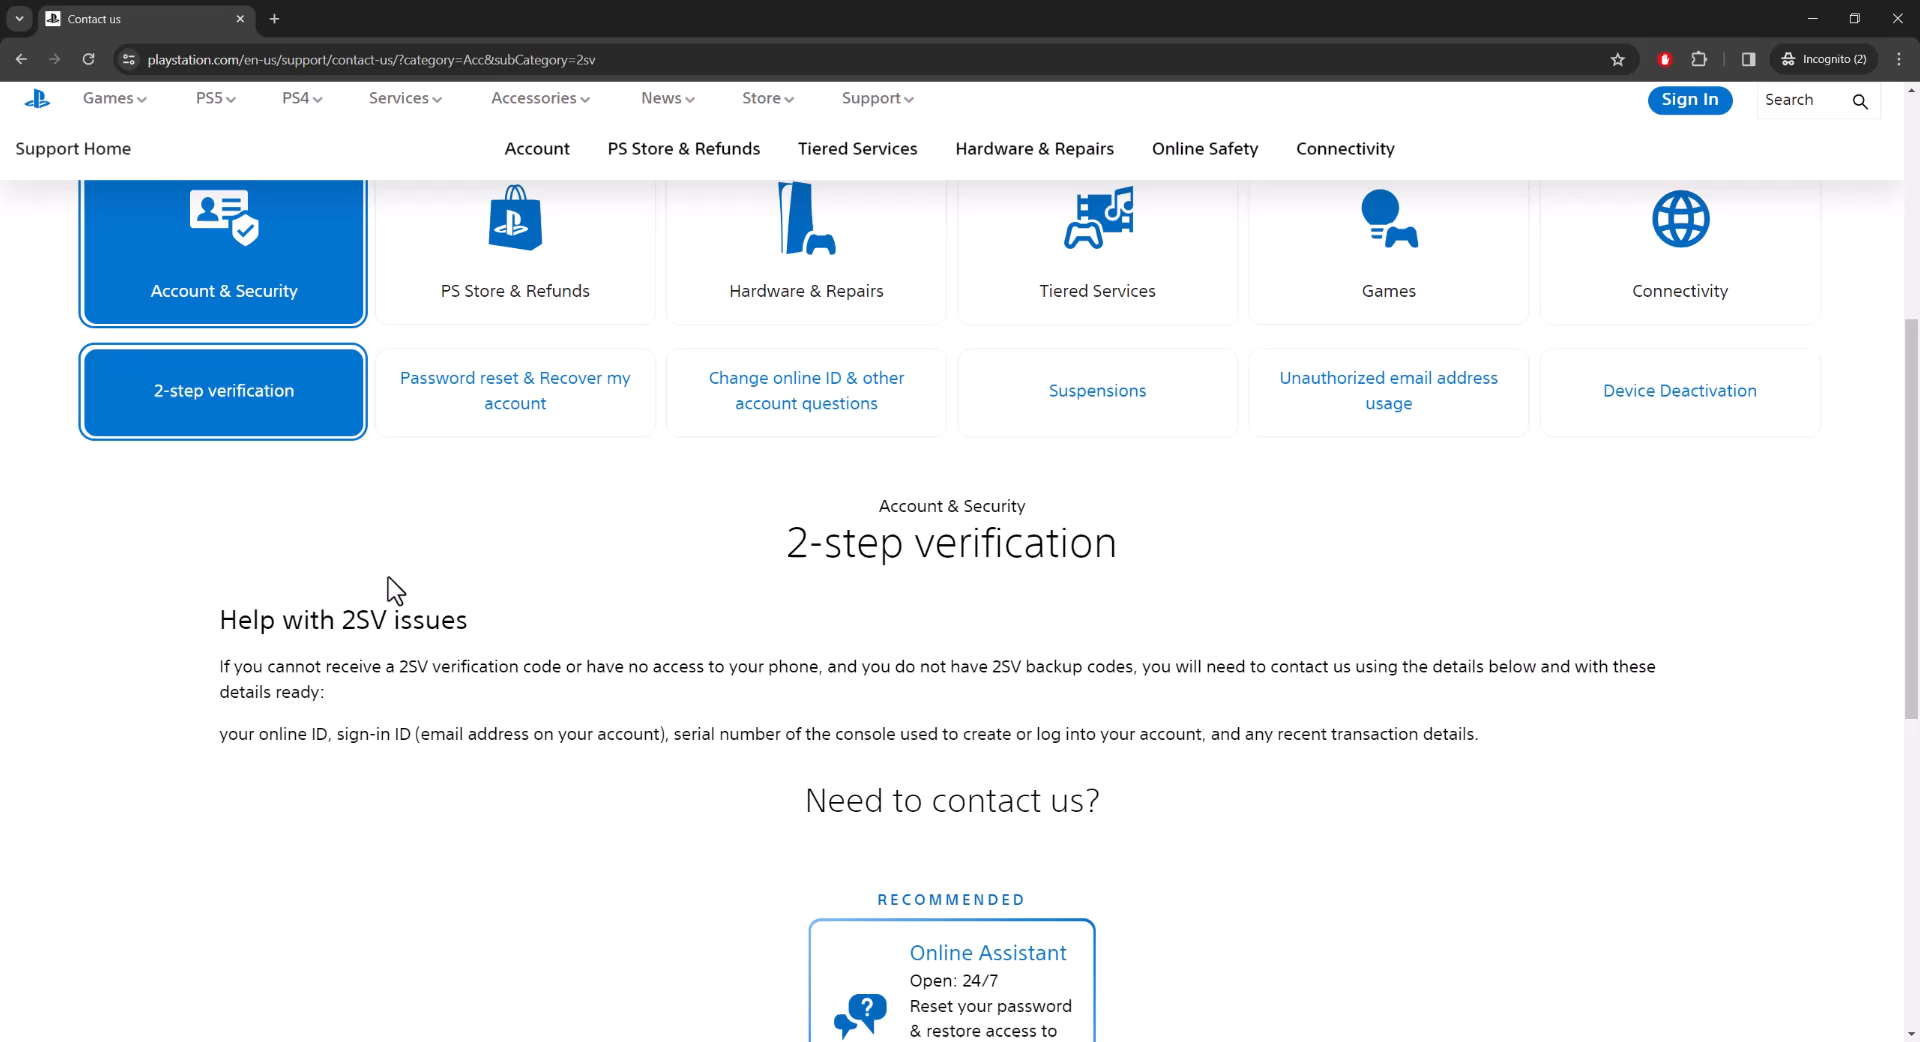 Contact us
playstation.com/en-us/support/contact-us/?category=Acc&subCategory=2sv
Incognito (2)
Games PS5 PS4 Services Accessories News Store Support
Sign In
Search
Support Home
Account PS Store & Refunds Tiered Services Hardware & Repairs Online Safety Connectivity
Account & Security
PS Store & Refunds
Hardware & Repairs
Tiered Services
Games
Connectivity
2-step verification
Password reset & Recover my
account
Change online ID & other
account questions
Suspensions
Unauthorized email address
usage
Device Deactivation
Account & Security
2-step verification
Help with 2SV issues
If you cannot receive a 2SV verification code or have no access to your phone, and you do not have 2SV backup codes, you will need to contact us using the details below and with these
details ready:
your online ID, sign-in ID (email address on your account), serial number of the console used to create or log into your account, and any recent transaction details.
Need to contact us?
RECOMMENDED
Online Assistant
Open: 24/7
Reset your password
& restore access to